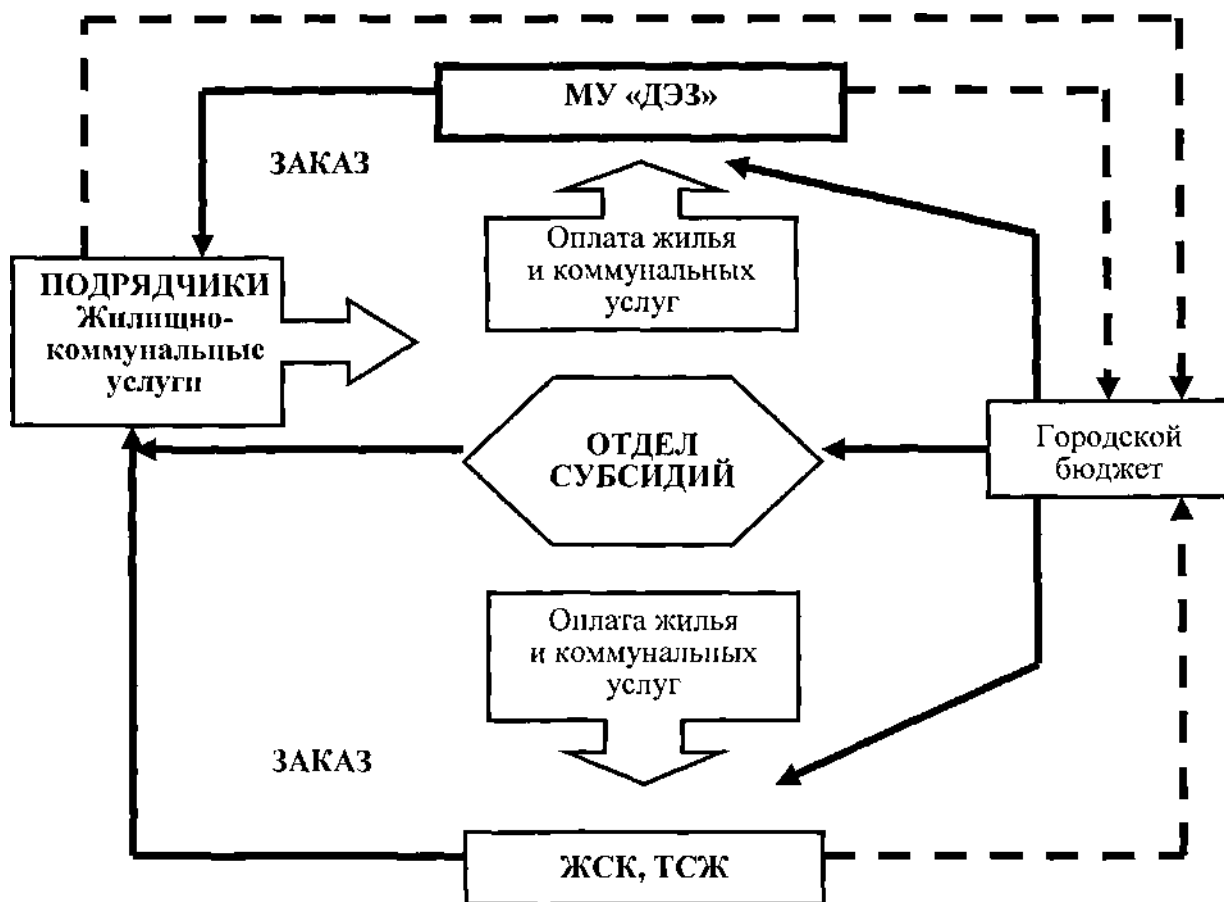 МУ «ДЭЗ»
ЗАКАЗ
Оплата жилья
и коммунальных
услуг
ПОДРЯДЧИКИ
Жилищно-
коммунальные
услуги
ОТДЕЛ
СУБСИДИЙ
Городской
бюджет
Оплата жилья
и коммунальных
услуг
ЗАКАЗ
ЖСК, ТСЖ